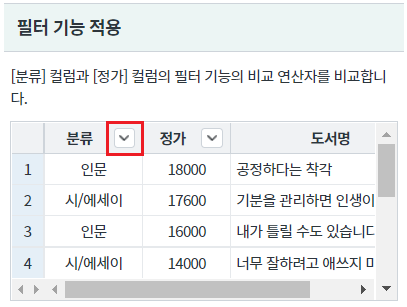 필터 기능 적용
[분류] 컬럼과 [정가] 컬럼의 필터 기능의 비교 연산자를 비교합니
다.
분류 정가 도서명
1 인문 18000 공정하다는 착각
2 시/에세이 17600 기분을 관리하면 인생이
3 인문 16000 내가 틀릴 수도 있습니다
4 시/에세이 14000 너무 잘하려고 애쓰지 마